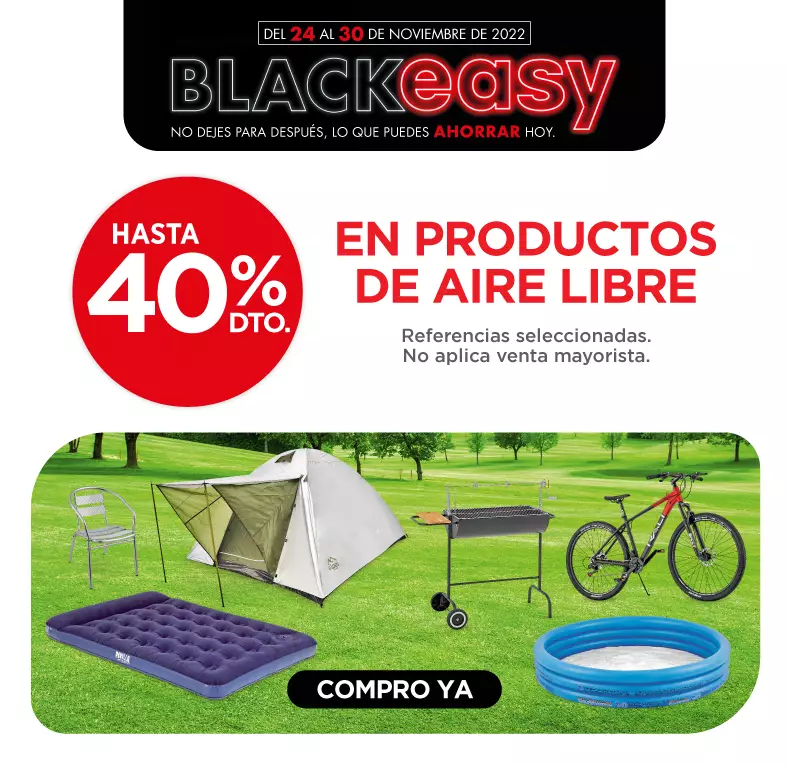 DEL 24 AL 30 DE NOVIEMBRE DE 2022
BLACKeasy
NO DEJES PARA DESPUÉS, LO QUE PUEDES AHORRAR HOY.
HASTA
40%
DTO.
EN PRODUCTOS
DE AIRE LIBRE
Referencias seleccionadas.
No aplica venta mayorista.
COMPRO YA